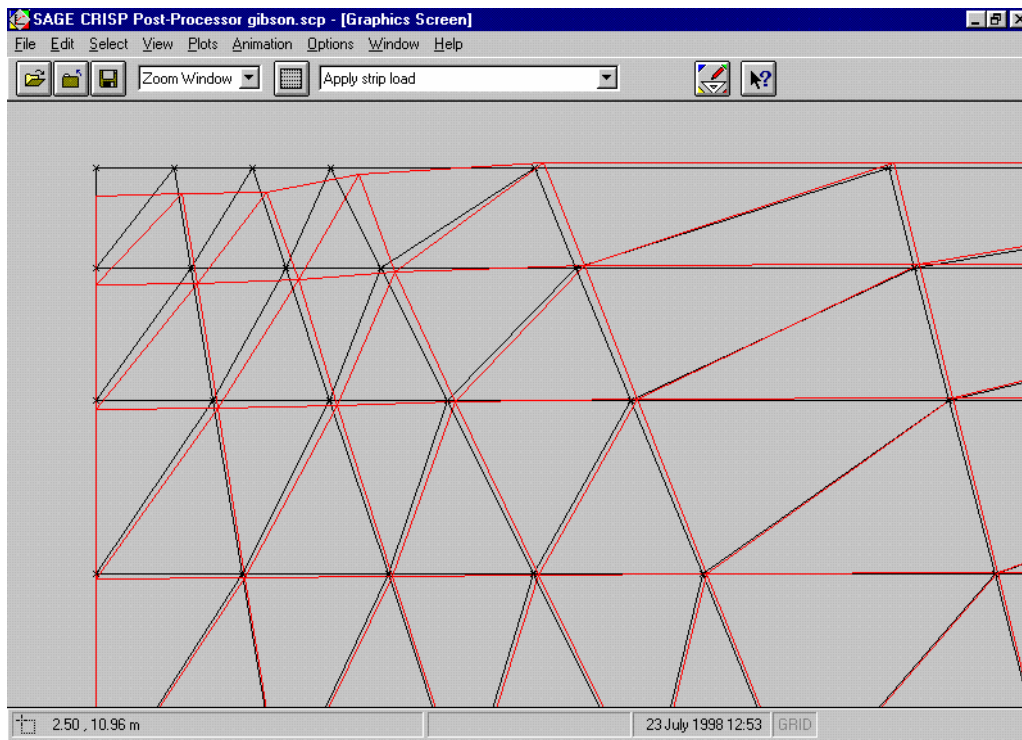 SAGE CRISP Post-Processor gibson.scp - [Graphics Screen]
File Edit Select View Plots Animation Options Window Help
Zoom Window Apply strip load
2.50 , 10.96 m 23 July 1998 12:53 GRID